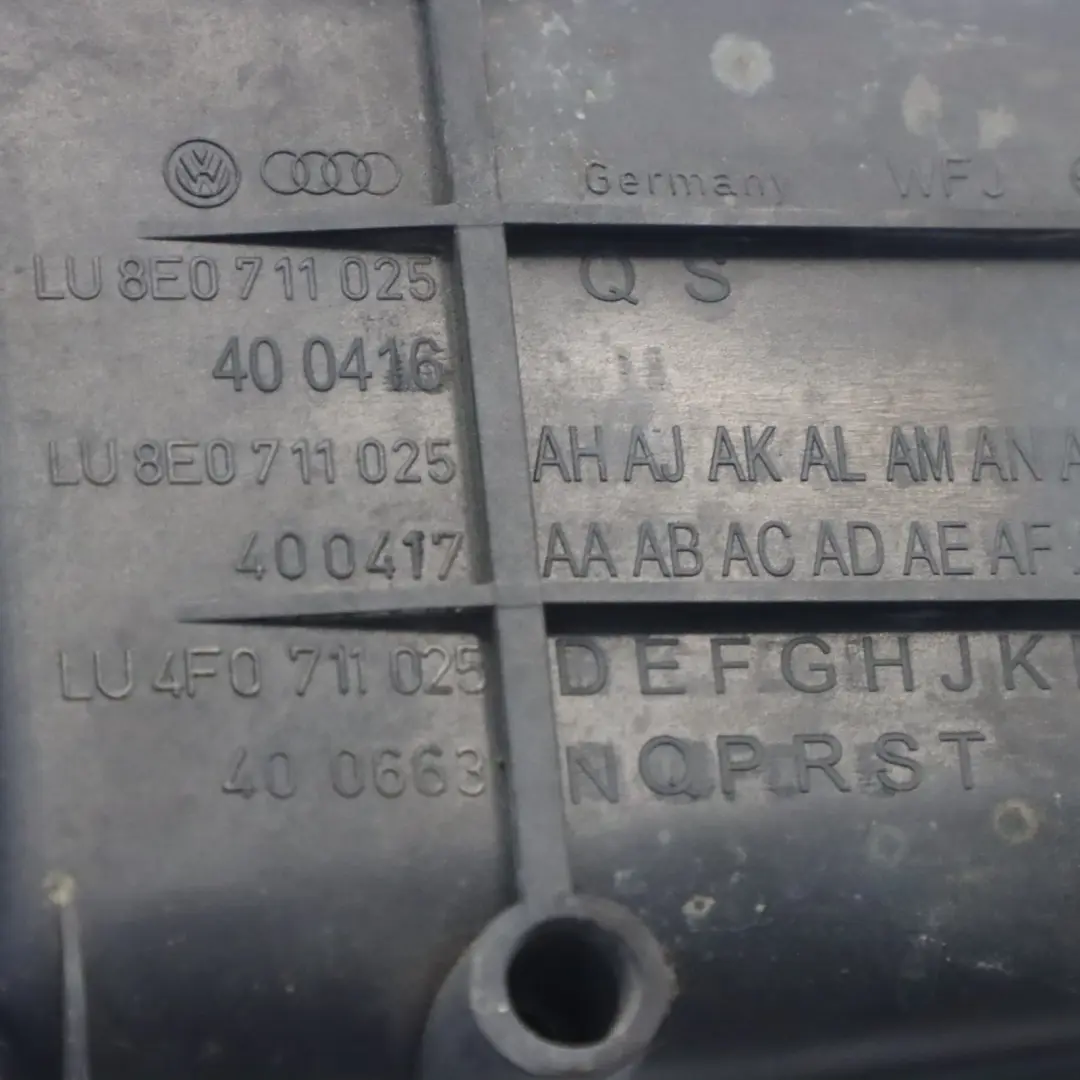 VW Germany WFJ
LU 8E0 711 025 Q S
40 0416
LU 8E0 711 025 AH AJ AK AL AM AN
40 0417 AA AB AC AD AE AF
LU 4F0 711 025 D E F G H J K
40 0663 N Q P R S T